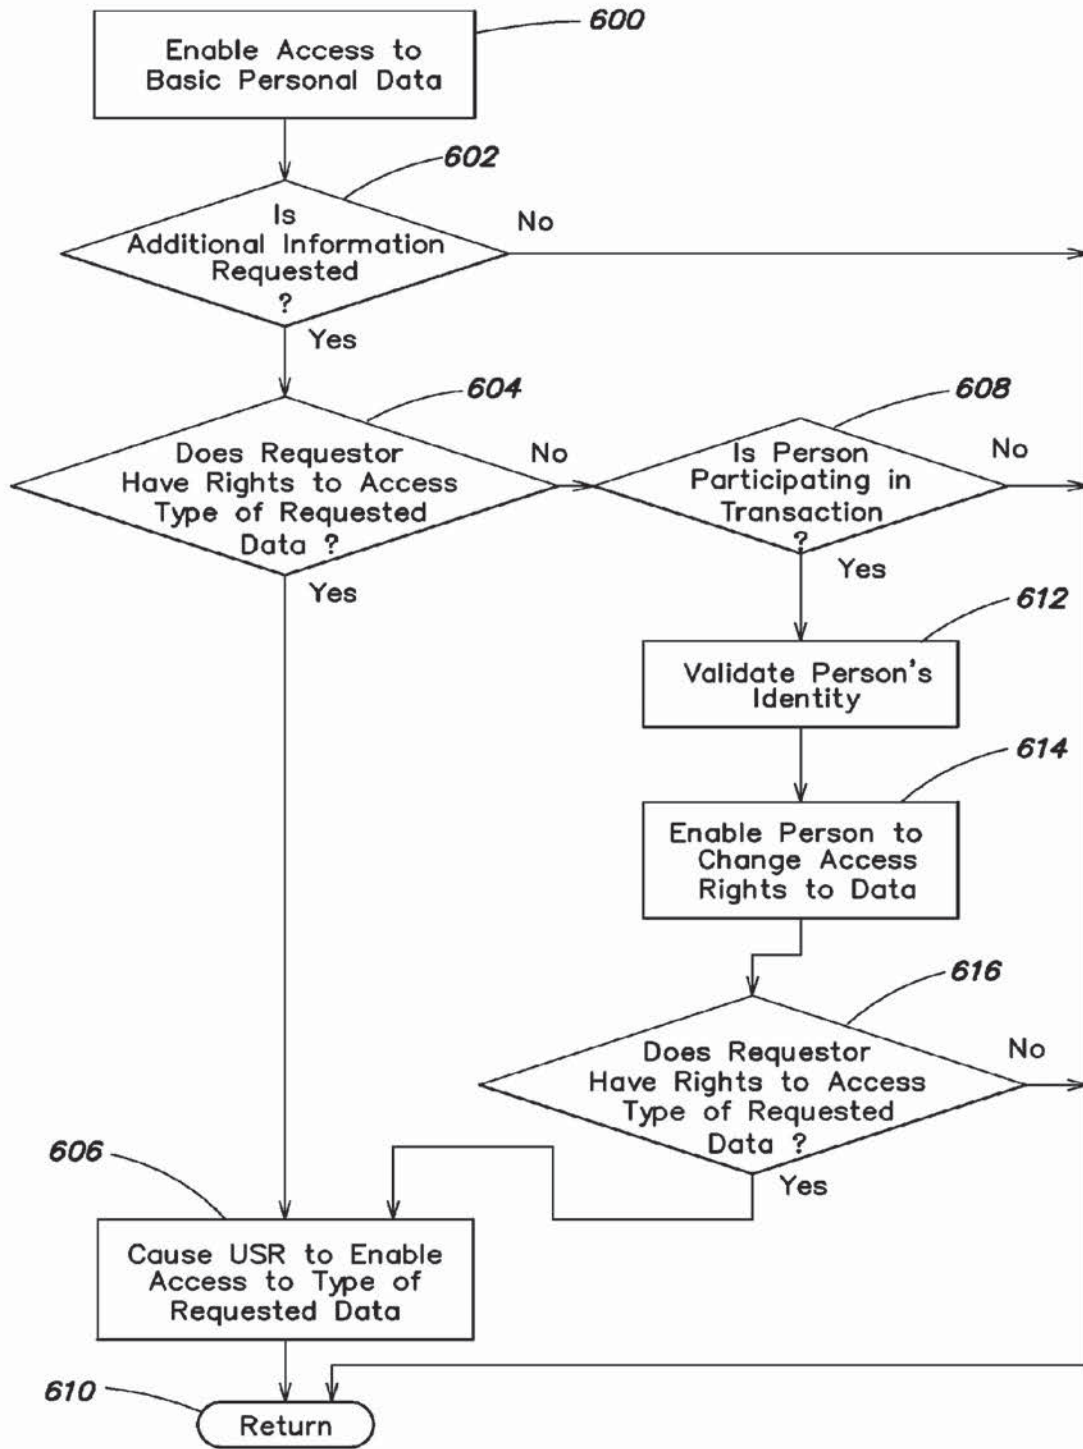 600
Enable Access to
Basic Personal Data
602
Is
Additional Information
Requested
?
No
Yes
604
Does Requestor
Have Rights to Access
Type of Requested
Data ?
No
Yes
608
Is Person
Participating in
Transaction
?
No
Yes
612
Validate Person's
Identity
614
Enable Person to
Change Access
Rights to Data
616
Does Requestor
Have Rights to Access
Type of Requested
Data ?
No
Yes
606
Cause USR to Enable
Access to Type of
Requested Data
610
Return